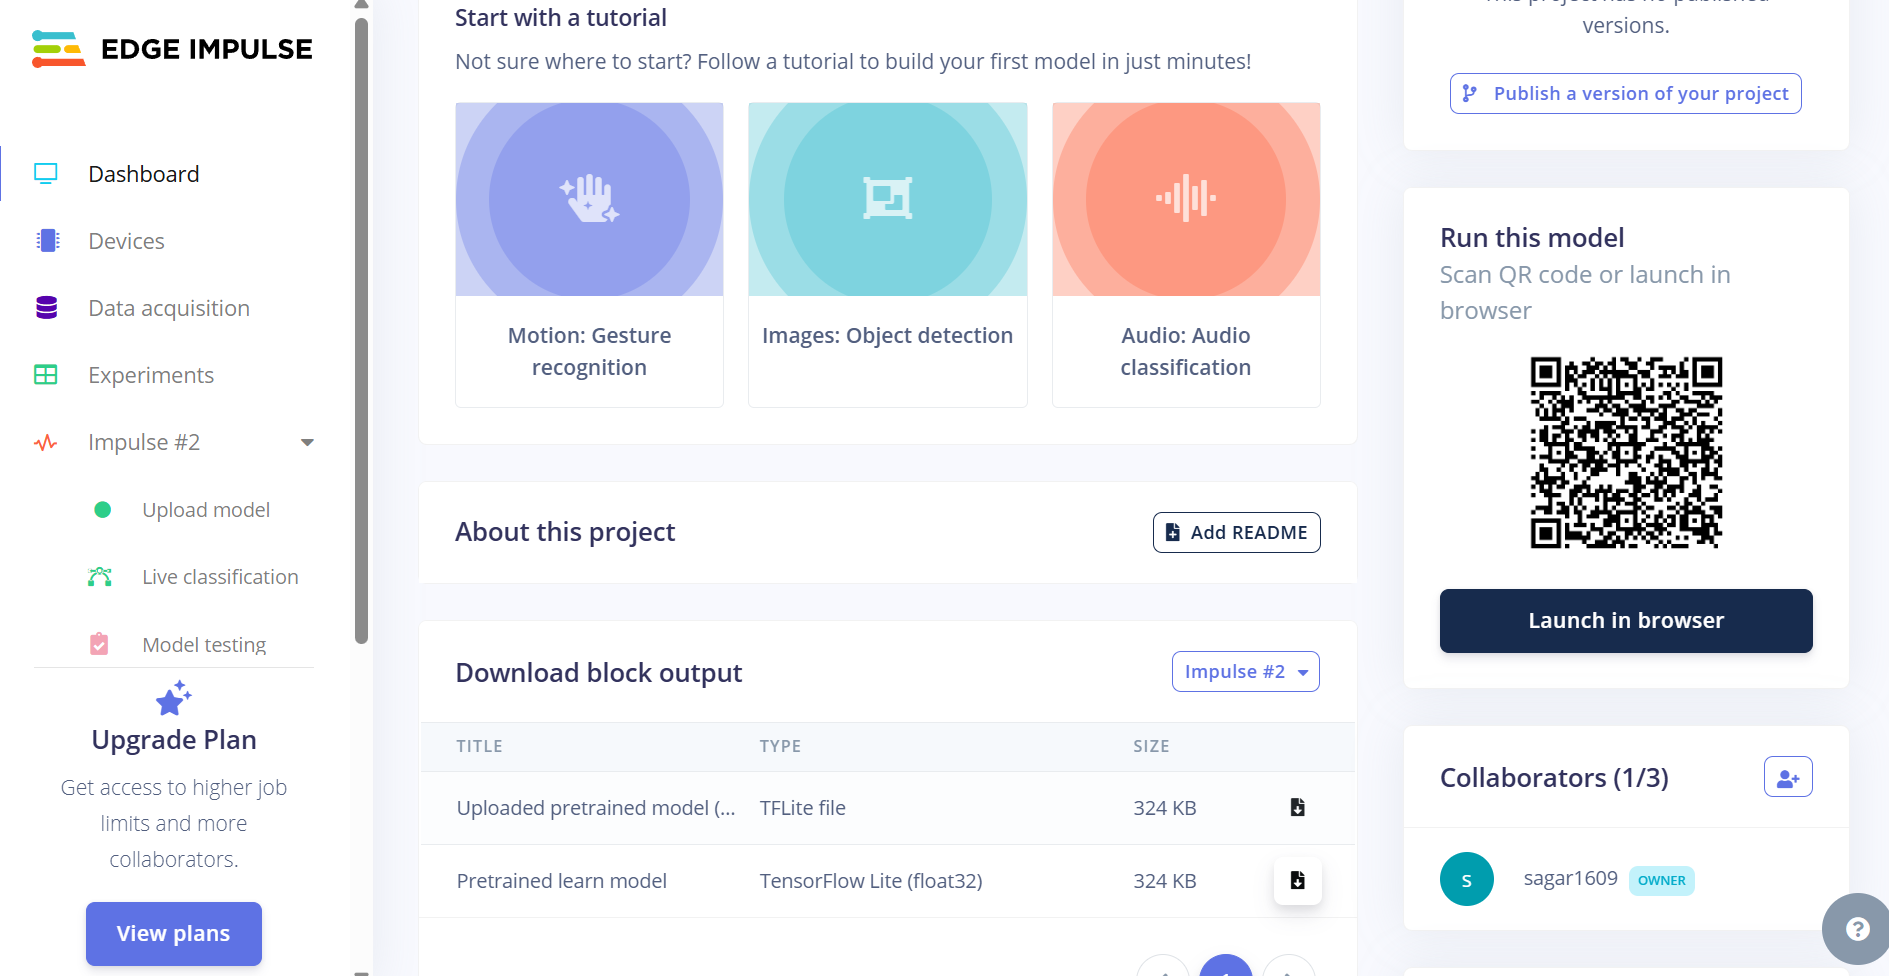 EDGE IMPULSE
Dashboard
Devices
Data acquisition
Experiments
Impulse #2
Upload model
Live classification
Model testing
Upgrade Plan
Get access to higher job
limits and more
collaborators.
View plans
Start with a tutorial
Not sure where to start? Follow a tutorial to build your first model in just minutes!
Motion: Gesture
recognition
Images: Object detection
Audio: Audio
classification
About this project
Add README
Download block output
Impulse #2
TITLE TYPE SIZE
Uploaded pretrained model (... TFLite file 324 KB
Pretrained learn model TensorFlow Lite (float32) 324 KB
This project has no published
versions.
Publish a version of your project
Run this model
Scan QR code or launch in
browser
Launch in browser
Collaborators (1/3)
s
sagar1609 OWNER
?